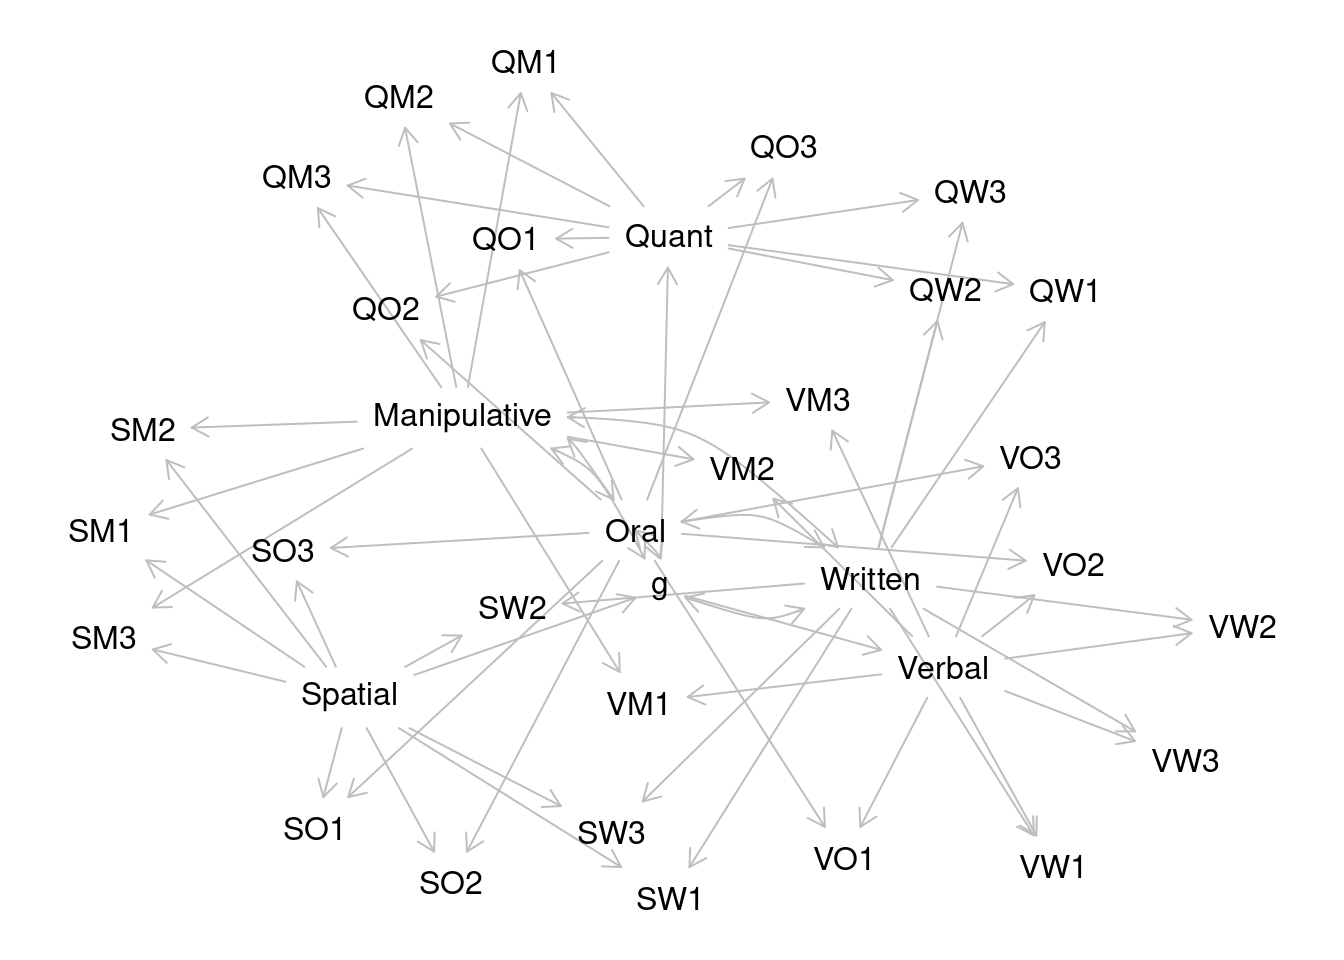 QM1
QM2
QO3
QM3
QW3
Quant
QO1
QW2
QW1
QO2
VM3
Manipulative
SM2
VO3
VM2
SM1
Oral
SO3
VO2
Written
g
SW2
VW2
SM3
Verbal
Spatial
VM1
VW3
SO1
SW3
VO1
VW1
SO2
SW1